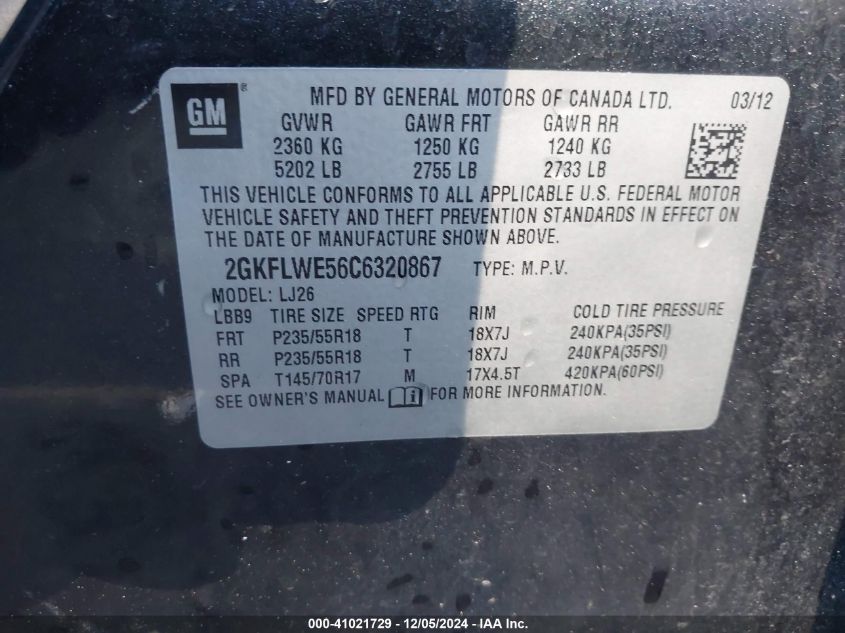 GM ® MFD BY GENERAL MOTORS OF CANADA LTD. 03/12
GVWR GAWR FRT GAWR RR
2360 KG 1250 KG 1240 KG
5202 LB 2755 LB 2733 LB
THIS VEHICLE CONFORMS TO ALL APPLICABLE U.S. FEDERAL MOTOR
VEHICLE SAFETY AND THEFT PREVENTION STANDARDS IN EFFECT ON
THE DATE OF MANUFACTURE SHOWN ABOVE.
2GKFLWE56C6320867 TYPE: M.P.V.
MODEL: LJ26
LBB9 TIRE SIZE SPEED RTG RIM COLD TIRE PRESSURE
FRT P235/55R18 T 18X7J 240KPA(35PSI)
RR P235/55R18 T 18X7J 240KPA(35PSI)
SPA T145/70R17 M 17X4.5T 420KPA(60PSI)
SEE OWNER'S MANUAL FOR MORE INFORMATION.
000-41021729 - 12/05/2024 - IAA Inc.